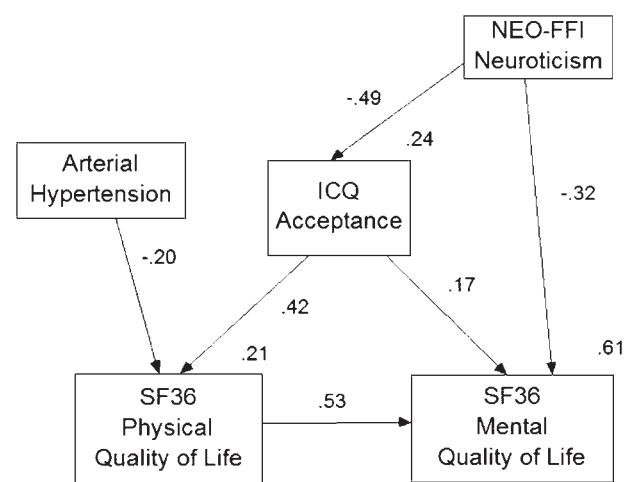 NEO-FFI
Neuroticism
-.49
.24
Arterial
Hypertension
ICQ
Acceptance
-.32
-.20
.42
.17
.21
.61
SF36
Physical
Quality of Life
.53
SF36
Mental
Quality of Life